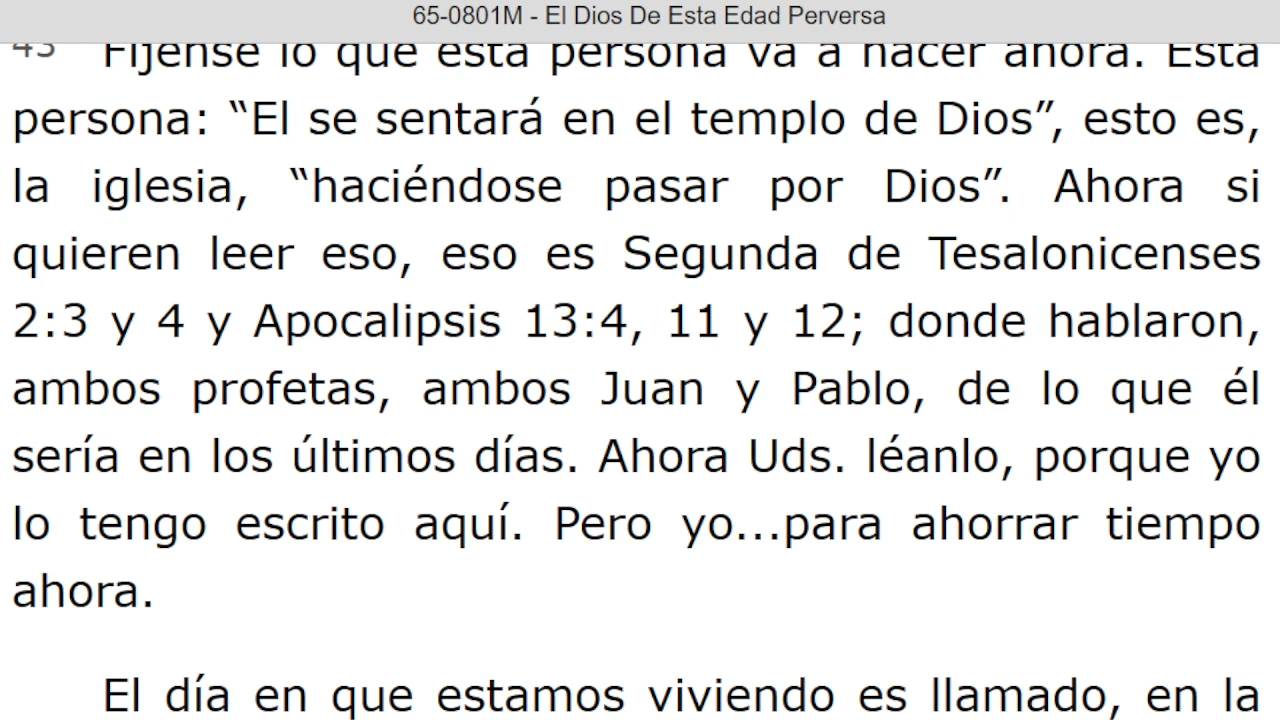 65-0801M - El Dios De Esta Edad Perversa
43 Fíjense lo que esta persona va a hacer ahora. Esta
persona: “El se sentará en el templo de Dios”, esto es,
la iglesia, “haciéndose pasar por Dios”. Ahora si
quieren leer eso, eso es Segunda de Tesalonicenses
2:3 y 4 y Apocalipsis 13:4, 11 y 12; donde hablaron,
ambos profetas, ambos Juan y Pablo, de lo que él
sería en los últimos días. Ahora Uds. léanlo, porque yo
lo tengo escrito aquí. Pero yo...para ahorrar tiempo
ahora.
El día en que estamos viviendo es llamado, en la